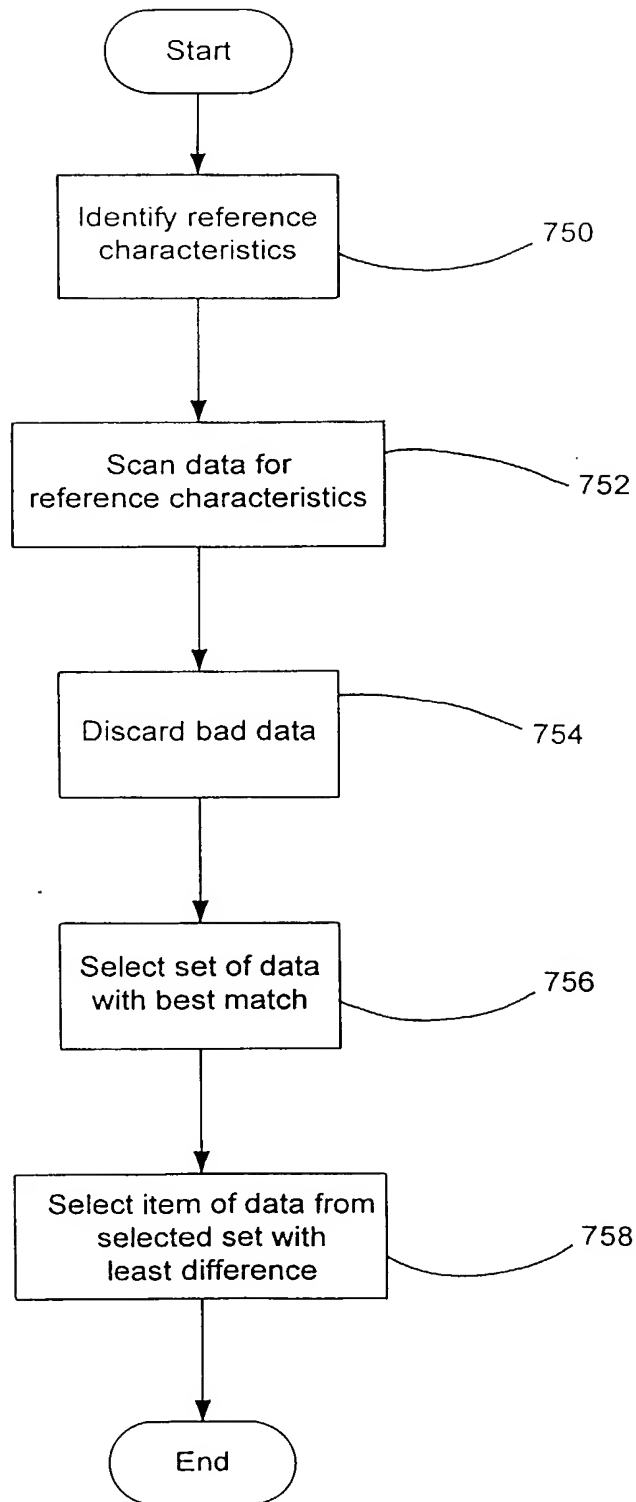 Start
Identify reference
characteristics
750
Scan data for
reference characteristics
752
Discard bad data
754
Select set of data
with best match
756
Select item of data from
selected set with
least difference
758
End